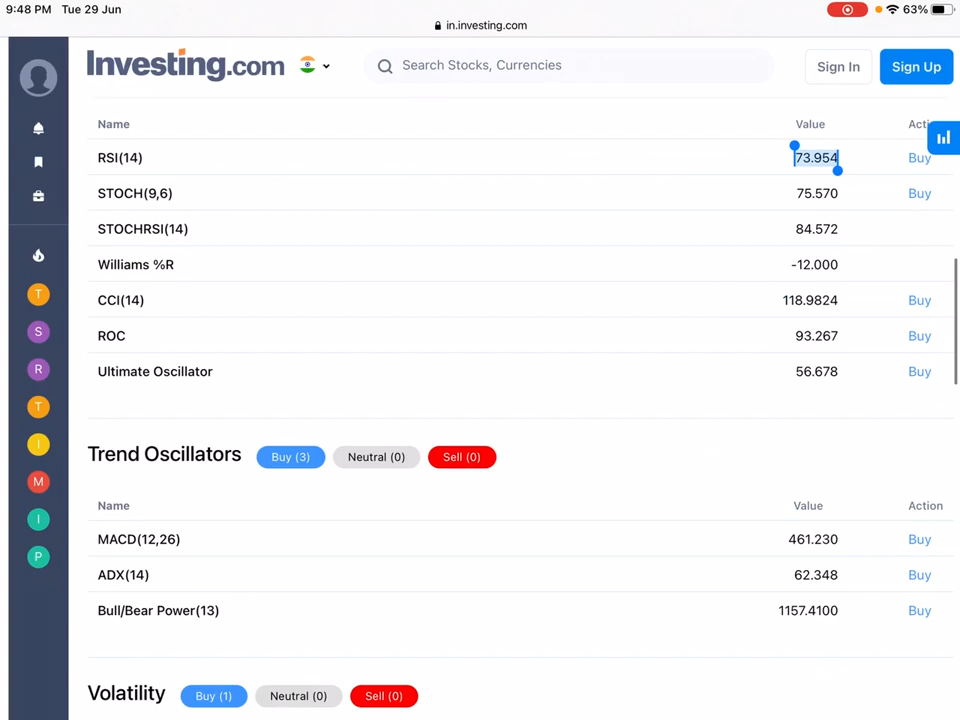 9:48 PM Tue 29 Jun 63%
in.investing.com
Investing.com Search Stocks, Currencies Sign In Sign Up
Name Value
RSI(14) 73.954 Buy
STOCH(9,6) 75.570 Buy
STOCHRSI(14) 84.572
Williams %R -12.000
CCI(14) 118.9824 Buy
ROC 93.267 Buy
Ultimate Oscillator 56.678 Buy
Trend Oscillators Buy (3) Neutral (0) Sell (0)
Name Value Action
MACD(12,26) 461.230 Buy
ADX(14) 62.348 Buy
Bull/Bear Power(13) 1157.4100 Buy
Volatility Buy (1) Neutral (0) Sell (0)
T
S
R
T
I
M
I
P